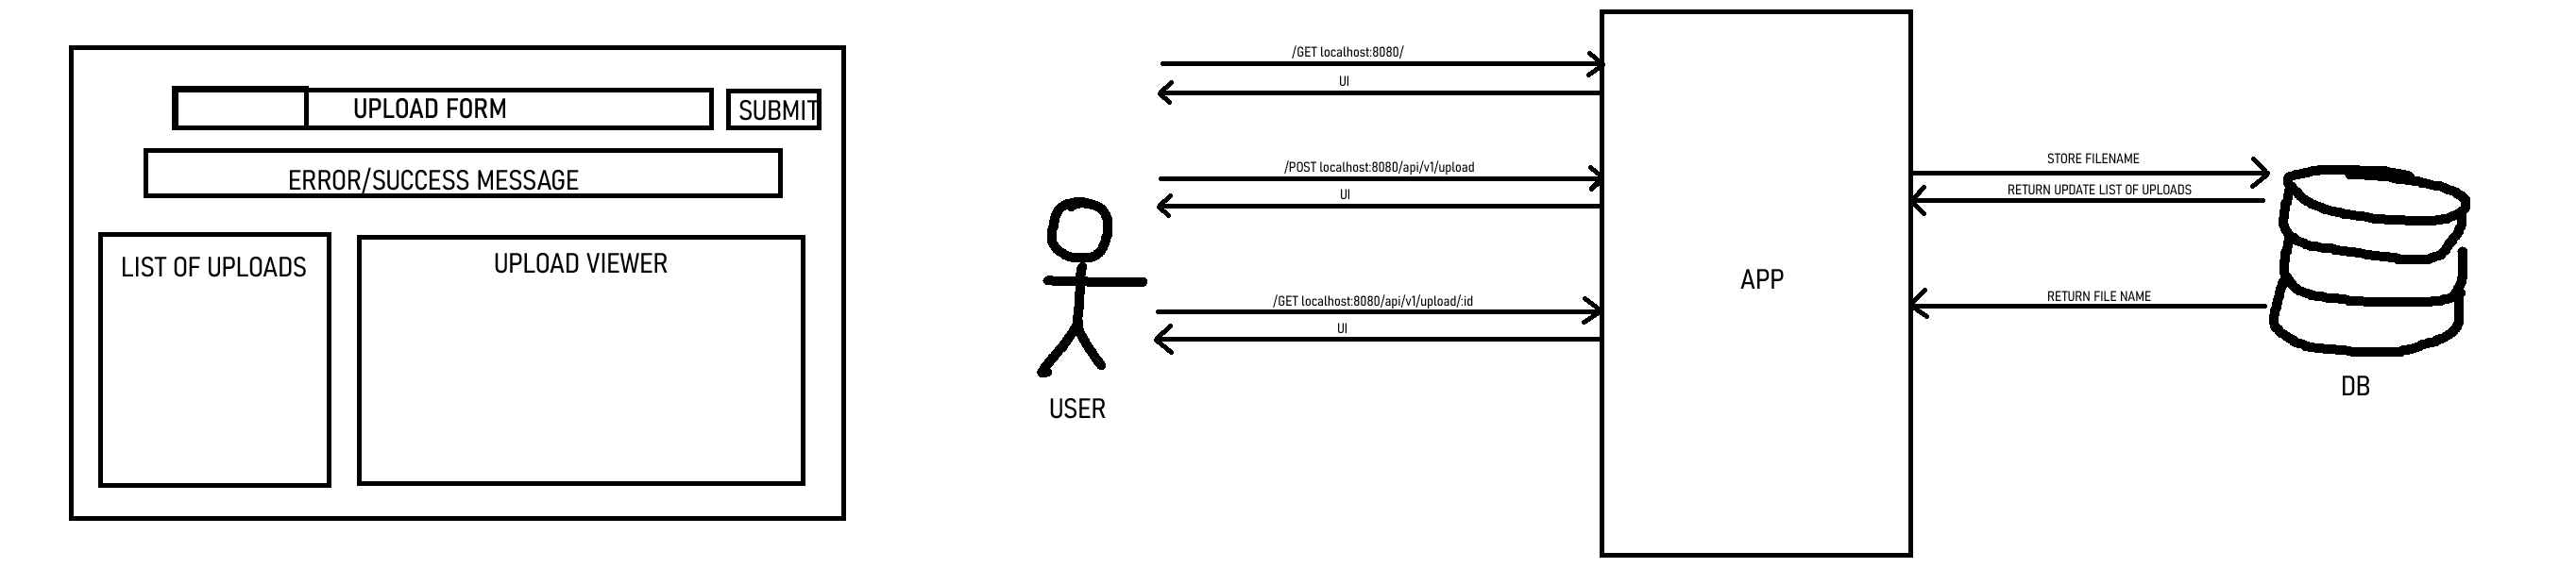 UPLOAD FORM
SUBMIT
ERROR/SUCCESS MESSAGE
LIST OF UPLOADS
UPLOAD VIEWER
USER
/GET localhost:8080/
UI
/POST localhost:8080/api/v1/upload
UI
/GET localhost:8080/api/v1/upload/:id
UI
APP
STORE FILENAME
RETURN UPDATE LIST OF UPLOADS
RETURN FILE NAME
DB